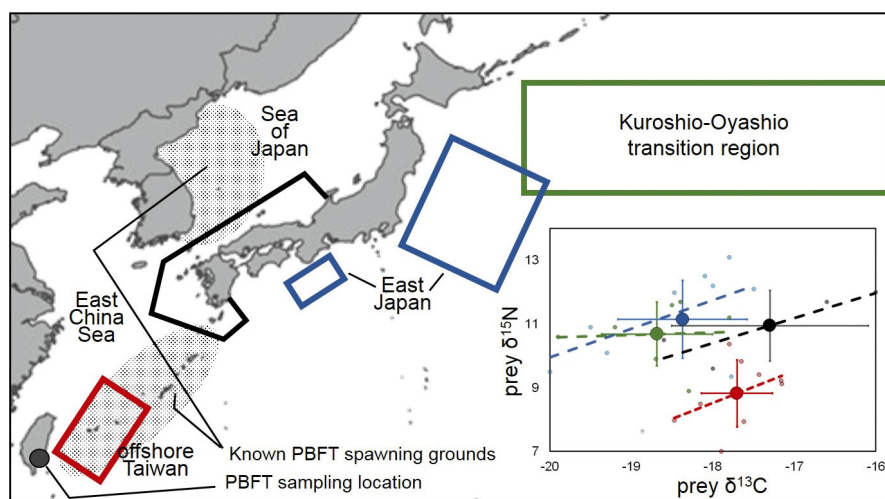 Sea
of
Japan
Kuroshio-Oyashio
transition region
East
China
Sea
East
Japan
offshore
Taiwan
Known PBFT spawning grounds
PBFT sampling location
prey δ15N
13
11
9
7
-20
-19
-18
-17
-16
prey δ13C